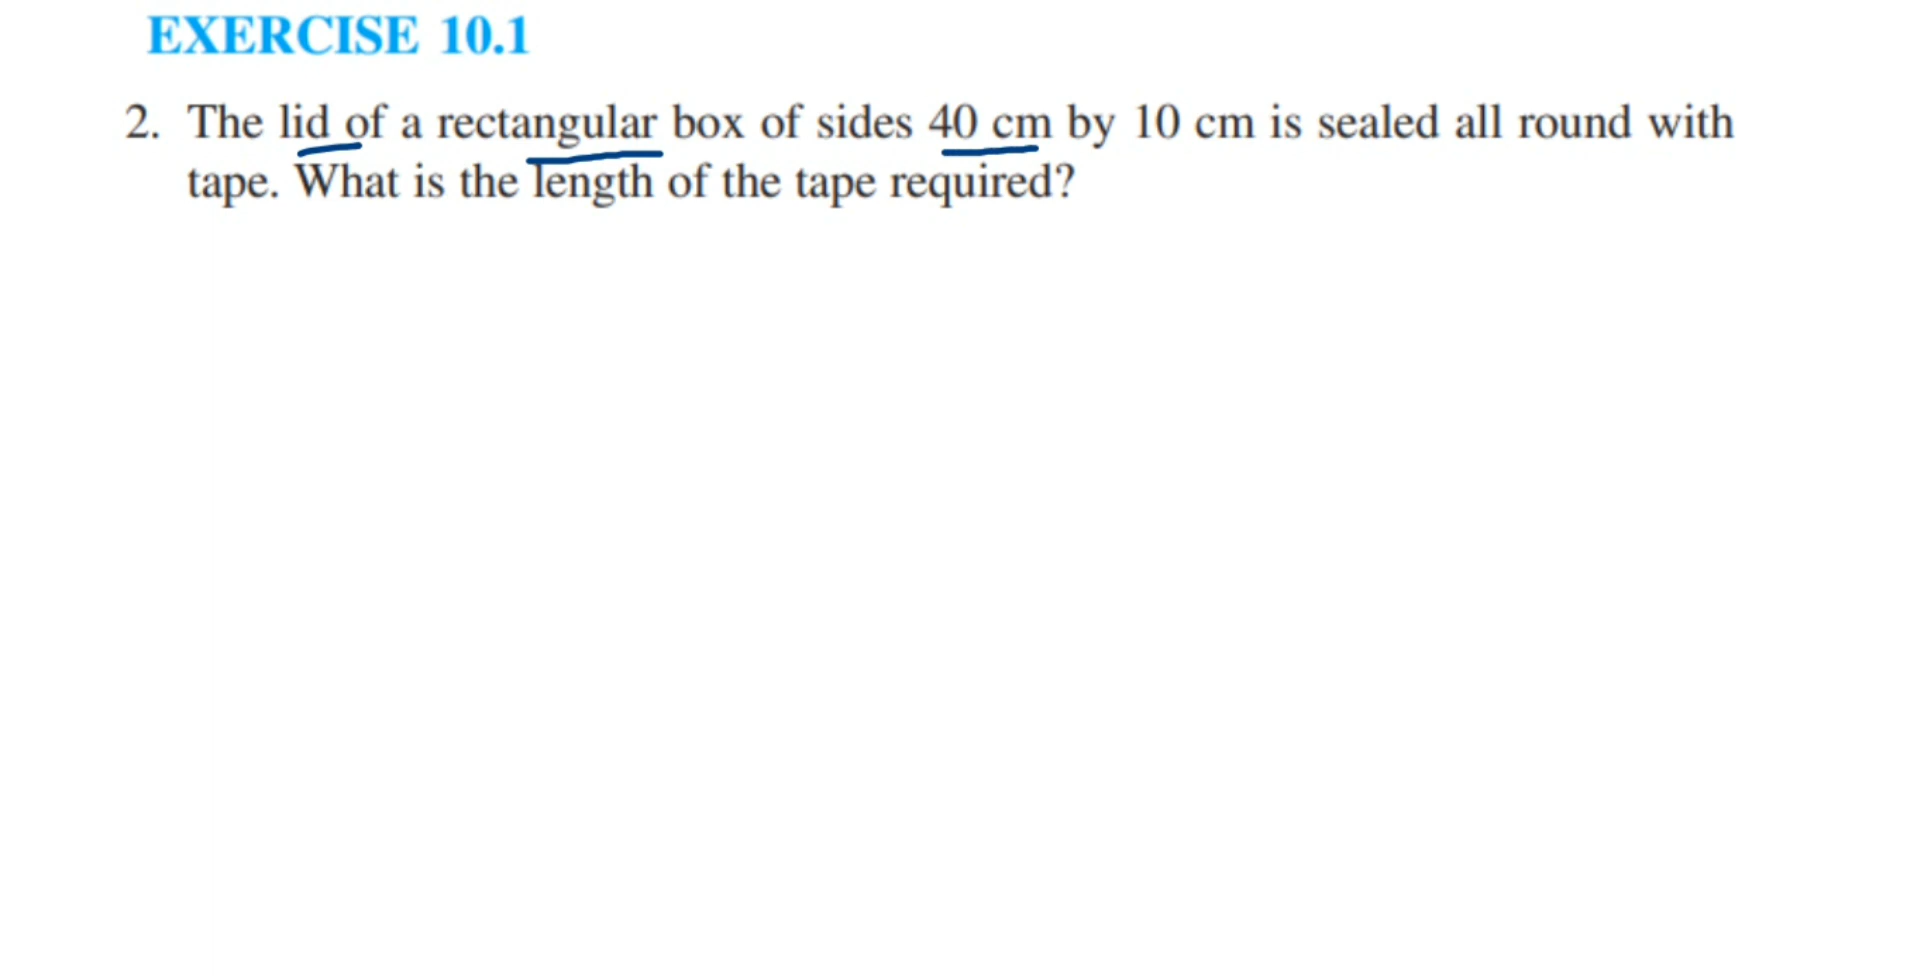 EXERCISE 10.1
2. The lid of a rectangular box of sides 40 cm by 10 cm is sealed all round with
tape. What is the length of the tape required?